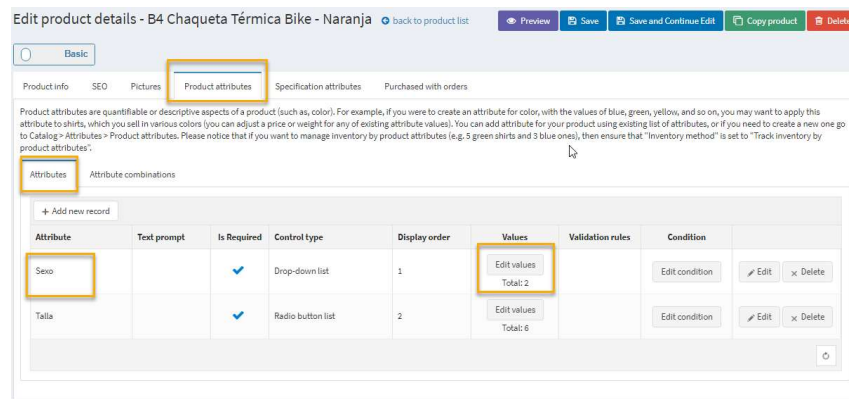 Edit product details - B4 Chaqueta Térmica Bike - Naranja back to product list Preview Save Save and Continue Edit Copy product Delete
Basic
Product info SEO Pictures Product attributes Specification attributes Purchased with orders
Product attributes are quantifiable or descriptive aspects of a product (such as, color). For example, if you were to create an attribute for color, with the values of blue, green, yellow, and so on, you may want to apply this
attribute to shirts, which you sell in various colors (you can adjust a price or weight for any of existing attribute values). You can add attribute for your product using existing list of attributes, or if you need to create a new one go
to Catalog > Attributes > Product attributes. Please notice that if you want to manage inventory by product attributes (e.g. 5 green shirts and 3 blue ones), then ensure that "Inventory method" is set to "Track inventory by
product attributes".
Attributes Attribute combinations
+ Add new record
Attribute Text prompt Is Required Control type Display order Values Validation rules Condition
Sexo Drop-down list 1 Edit values Edit condition Edit Delete
Total: 2
Talla Radio button list 2 Edit values Edit condition Edit Delete
Total: 6